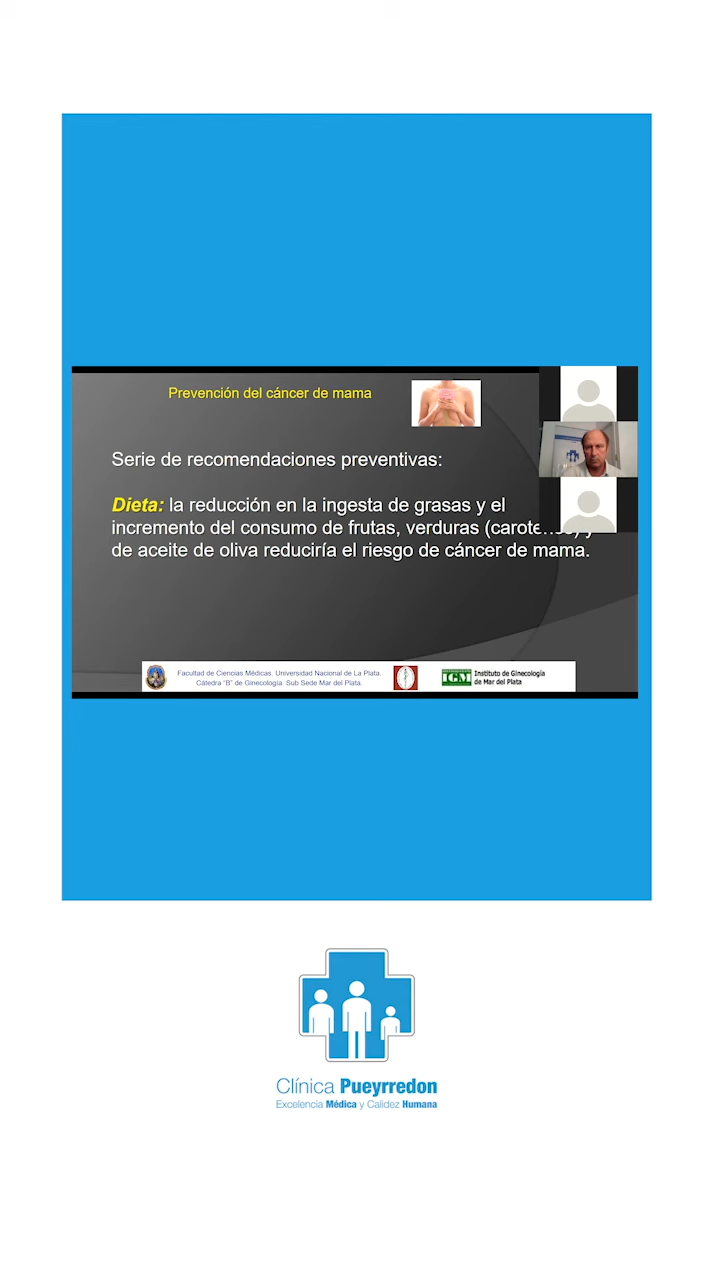 Prevención del cáncer de mama
Serie de recomendaciones preventivas:
Dieta: la reducción en la ingesta de grasas y el
incremento del consumo de frutas, verduras
de aceite de oliva reduciría el riesgo de cáncer de mama.
Facultad de Ciencias Médicas. Universidad Nacional de La Plata.
Cátedra "B" de Ginecología. Sub Sede Mar del Plata
IGM
Instituto de Ginecología
de Mar del Plata
Clínica Pueyrredon
Excelencia Médica y Calidez Humana